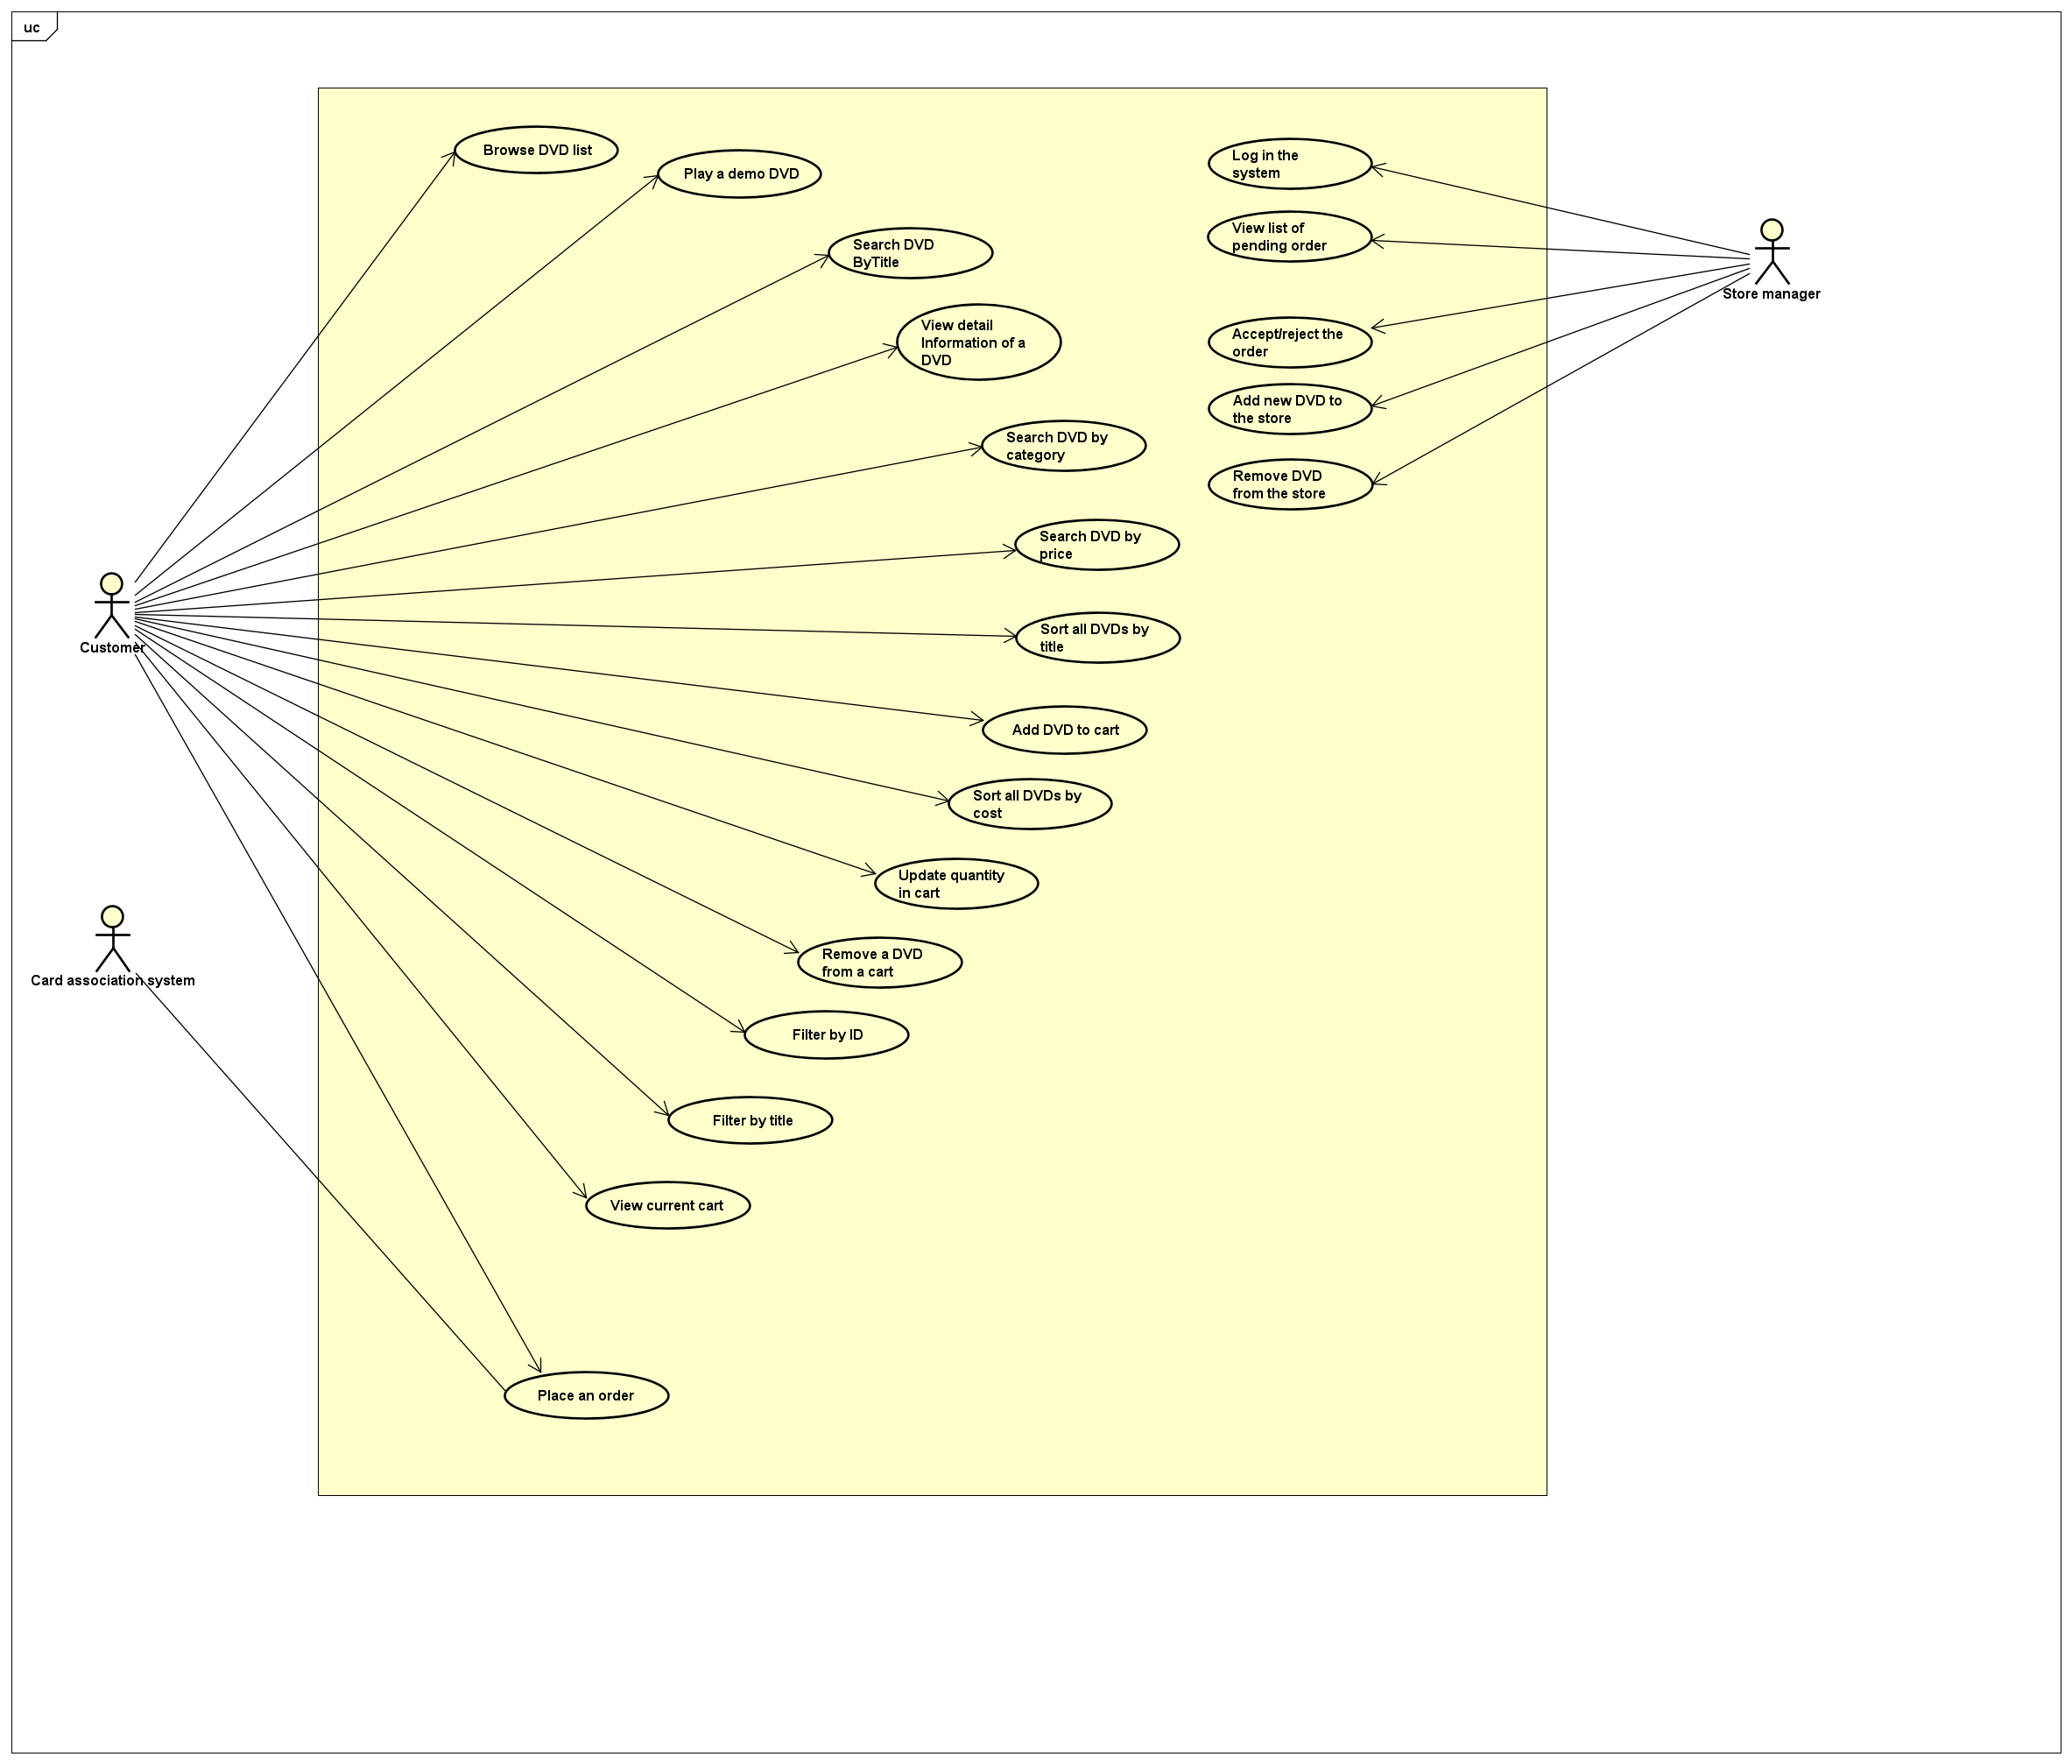 uc
Browse DVD list
Play a demo DVD
Search DVD
ByTitle
View detail
Information of a
DVD
Search DVD by
category
Search DVD by
price
Sort all DVDs by
title
Add DVD to cart
Sort all DVDs by
cost
Update quantity
in cart
Remove a DVD
from a cart
Filter by ID
Filter by title
View current cart
Place an order
Log in the
system
View list of
pending order
Accept/reject the
order
Add new DVD to
the store
Remove DVD
from the store
Store manager
Customer
Card association system